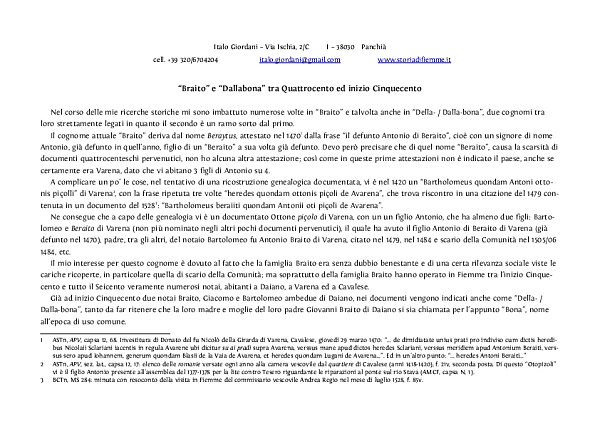 Italo Giordani – Via Ischia, 2/C I – 38030 Panchià
cell. +39 320/6704204 italo.giordani@gmail.com www.storiadifiemme.it
“Braito” e “Dallabona” tra Quattrocento ed inizio Cinquecento
Nel corso delle mie ricerche storiche mi sono imbattuto numerose volte in “Braito” e talvolta anche in “Della- / Dalla-bona”, due cognomi tra
loro strettamente legati in quanto il secondo è un ramo sorto dal primo.
Il cognome attuale “Braito” deriva dal nome Beraytus, attestato nel 1470¹ dalla frase “il defunto Antonio di Beraito”, cioè con un signore di nome
Antonio, già defunto in quell’anno, figlio di un “Beraito” a sua volta già defunto. Devo però precisare che di quel nome “Beraito”, causa la scarsità di
documenti quattrocenteschi pervenutici, non ho alcuna altra attestazione; così come in queste prime attestazioni non è indicato il paese, anche se
certamente era Varena, dato che vi abitano 3 figli di Antonio su 4.
A complicare un po’ le cose, nel tentativo di una ricostruzione genealogica documentata, vi è nel 1420 un “Bartholomeus quondam Antoni otto-
nis piçolli” di Varena², con la frase ripetuta tre volte “heredes quondam ottonis piçoli de Avarena”, che trova riscontro in una citazione del 1479 con-
tenuta in un documento del 1528³: “Bartholomeus beraiiti quondam Antonii oti piçoli de Avarena”.
Ne consegue che a capo delle genealogia vi è un documentato Ottone piçolo di Varena, con un un figlio Antonio, che ha almeno due figli: Barto-
lomeo e Beraito di Varena (non più nominato negli altri pochi documenti pervenutici), il quale ha avuto il figlio Antonio di Beraito di Varena (già
defunto nel 1470), padre, tra gli altri, del notaio Bartolomeo fu Antonio Braito di Varena, citato nel 1479, nel 1484 e scario della Comunità nel 1505/06
1484, etc.
Il mio interesse per questo cognome è dovuto al fatto che la famiglia Braito era senza dubbio benestante e di una certa rilevanza sociale viste le
cariche ricoperte, in particolare quella di scario della Comunità; ma soprattutto della famiglia Braito hanno operato in Fiemme tra l’inizio Cinque-
cento e tutto il Seicento veramente numerosi notai, abitanti a Daiano, a Varena ed a Cavalese.
Già ad inizio Cinquecento due notai Braito, Giacomo e Bartolomeo ambedue di Daiano, nei documenti vengono indicati anche come “Della- /
Dalla-bona”, tanto da far ritenere che la loro madre e moglie del loro padre Giovanni Braito di Daiano si sia chiamata per l’appunto “Bona”, nome
all’epoca di uso comune.
1 ASTn, APV, capsa 12, 68. Investitura di Donato del fu Nicolò della Girarda di Varena, Cavalese, giovedì 29 marzo 1470: “... de dimidiatate unius prati pro indiviso cum dictis heredi-
bus Nicolai Sclariani iacentis in regula Avarene ubi dicitur sa ai pradi supra Avarena, versus mane apud dictos heredes Sclariani, versus meridiem apud Antonium Beraiti, ver-
sus sero apud Iohannem, generum quondam Blasii de la Vaia de Avarena, et heredes quondam Lugani de Avarena...”. Ed in un’altro punto: “... heredes Antoni Beraiti...”
2 ASTn, APV, sez. lat., capsa 12, 17: elenco delle romanie versate ogni anno alla camera vescovile dal quartiere di Cavalese (anni 1418-1420), f. 21v, seconda posta. Di questo “Otopizoli”
vi è il figlio Antonio presente all’assemblea del 1377-1378 per la lite contro Tesero riguardante le riparazioni al ponte sul rio Stava (AMCF, capsa N, 1).
3 BCTn, MS 284: minuta con resoconto della visita in Fiemme del commissario vescovile Andrea Regio nel mese di luglio 1528, f. 85v.